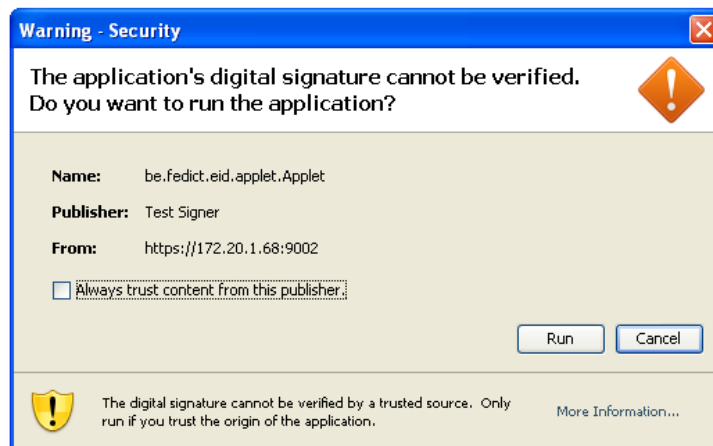 Warning - Security
The application's digital signature cannot be verified.
Do you want to run the application?
Name: be.fedict.eid.applet.Applet
Publisher: Test Signer
From: https://172.20.1.68:9002
Always trust content from this publisher.
Run Cancel
The digital signature cannot be verified by a trusted source. Only
run if you trust the origin of the application.
More Information...